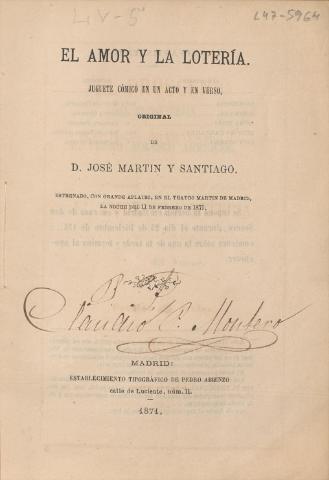 LV-5
L47-5964
EL AMOR Y LA LOTERÍA.
JUGUETE CÓMICO EN UN ACTO Y EN VERSO,
ORIGINAL
DE
D. JOSÉ MARTIN Y SANTIAGO.
ESTRENADO, CON GRANDE APLAUSO, EN EL TEATRO MARTIN DE MADRID,
LA NOCHE DEL 11 DE FEBRERO DE 1871.
Claudio P. Montero
MADRID:
ESTABLECIMIENTO TIPOGRÁFICO DE PEDRO ABIENZO
calle de Luciente, núm. 11.
1871.